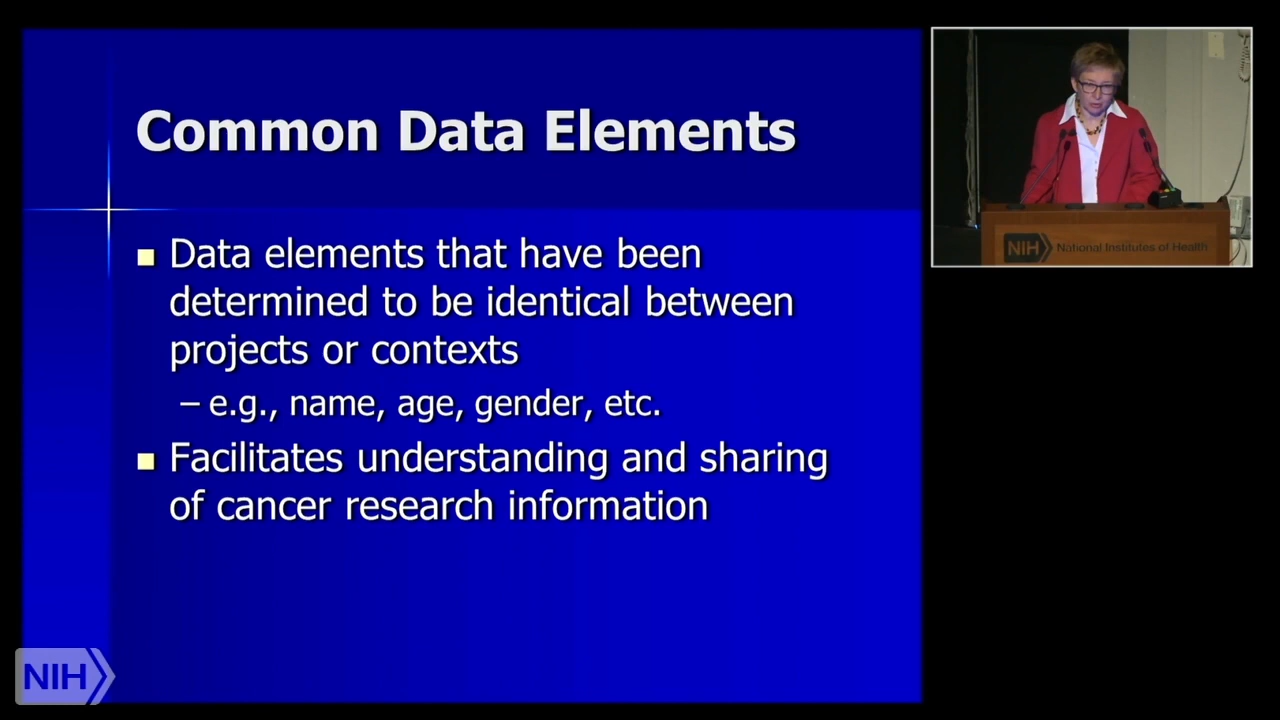 Common Data Elements
■ Data elements that have been
determined to be identical between
projects or contexts
– e.g., name, age, gender, etc.
■ Facilitates understanding and sharing
of cancer research information
NIH National Institutes of Health
NIH